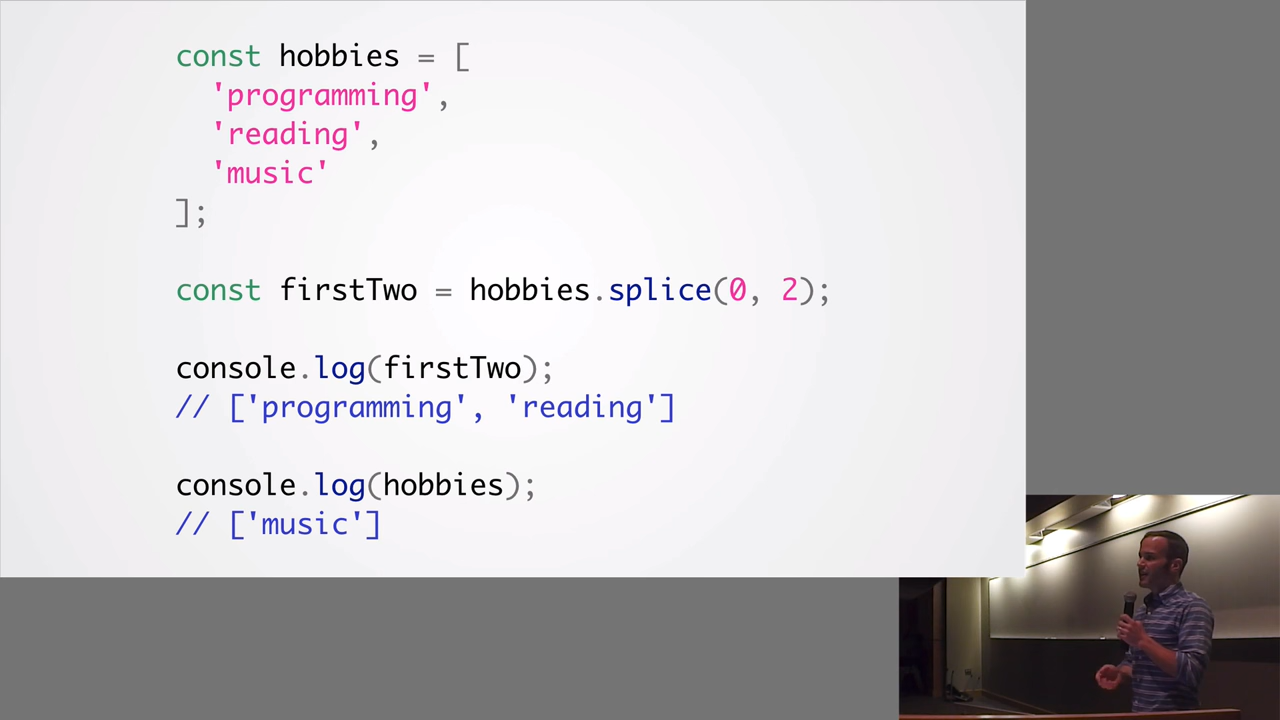 const hobbies = [
  'programming',
  'reading',
  'music'
];
const firstTwo = hobbies.splice(0, 2);
console.log(firstTwo);
// ['programming', 'reading']
console.log(hobbies);
// ['music']